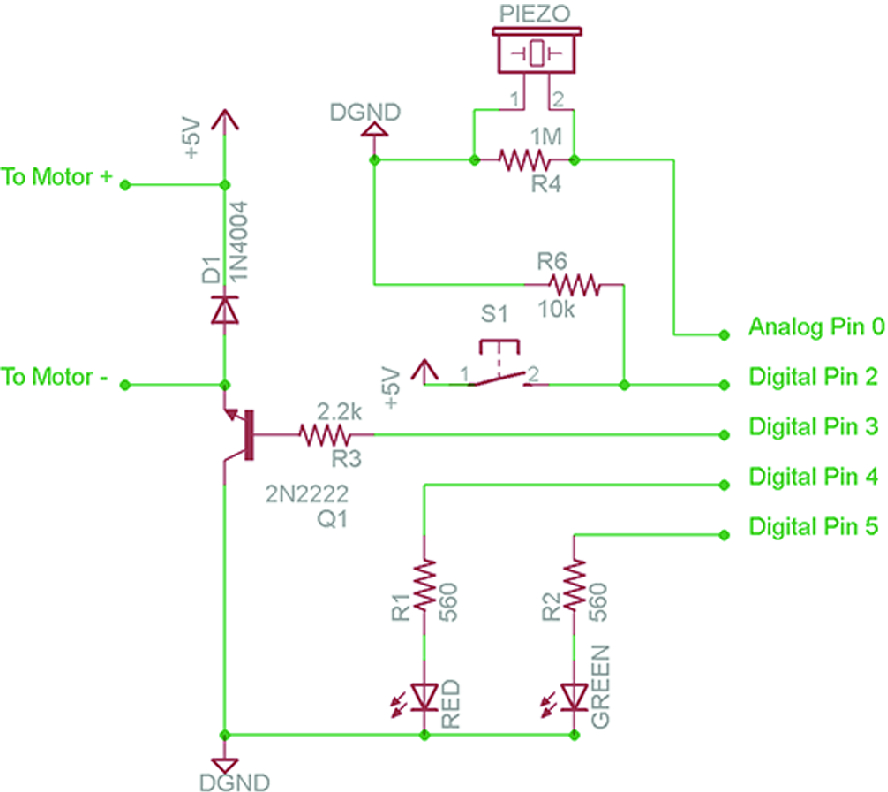 PIEZO
1 2
DGND
1M
R4
+5V
To Motor +
D1
1N4004
R6
10k
S1
Analog Pin 0
+5V
1 2
To Motor -
Digital Pin 2
2.2k
R3
Digital Pin 3
2N2222
Q1
Digital Pin 4
Digital Pin 5
R1
560
R2
560
RED
GREEN
DGND